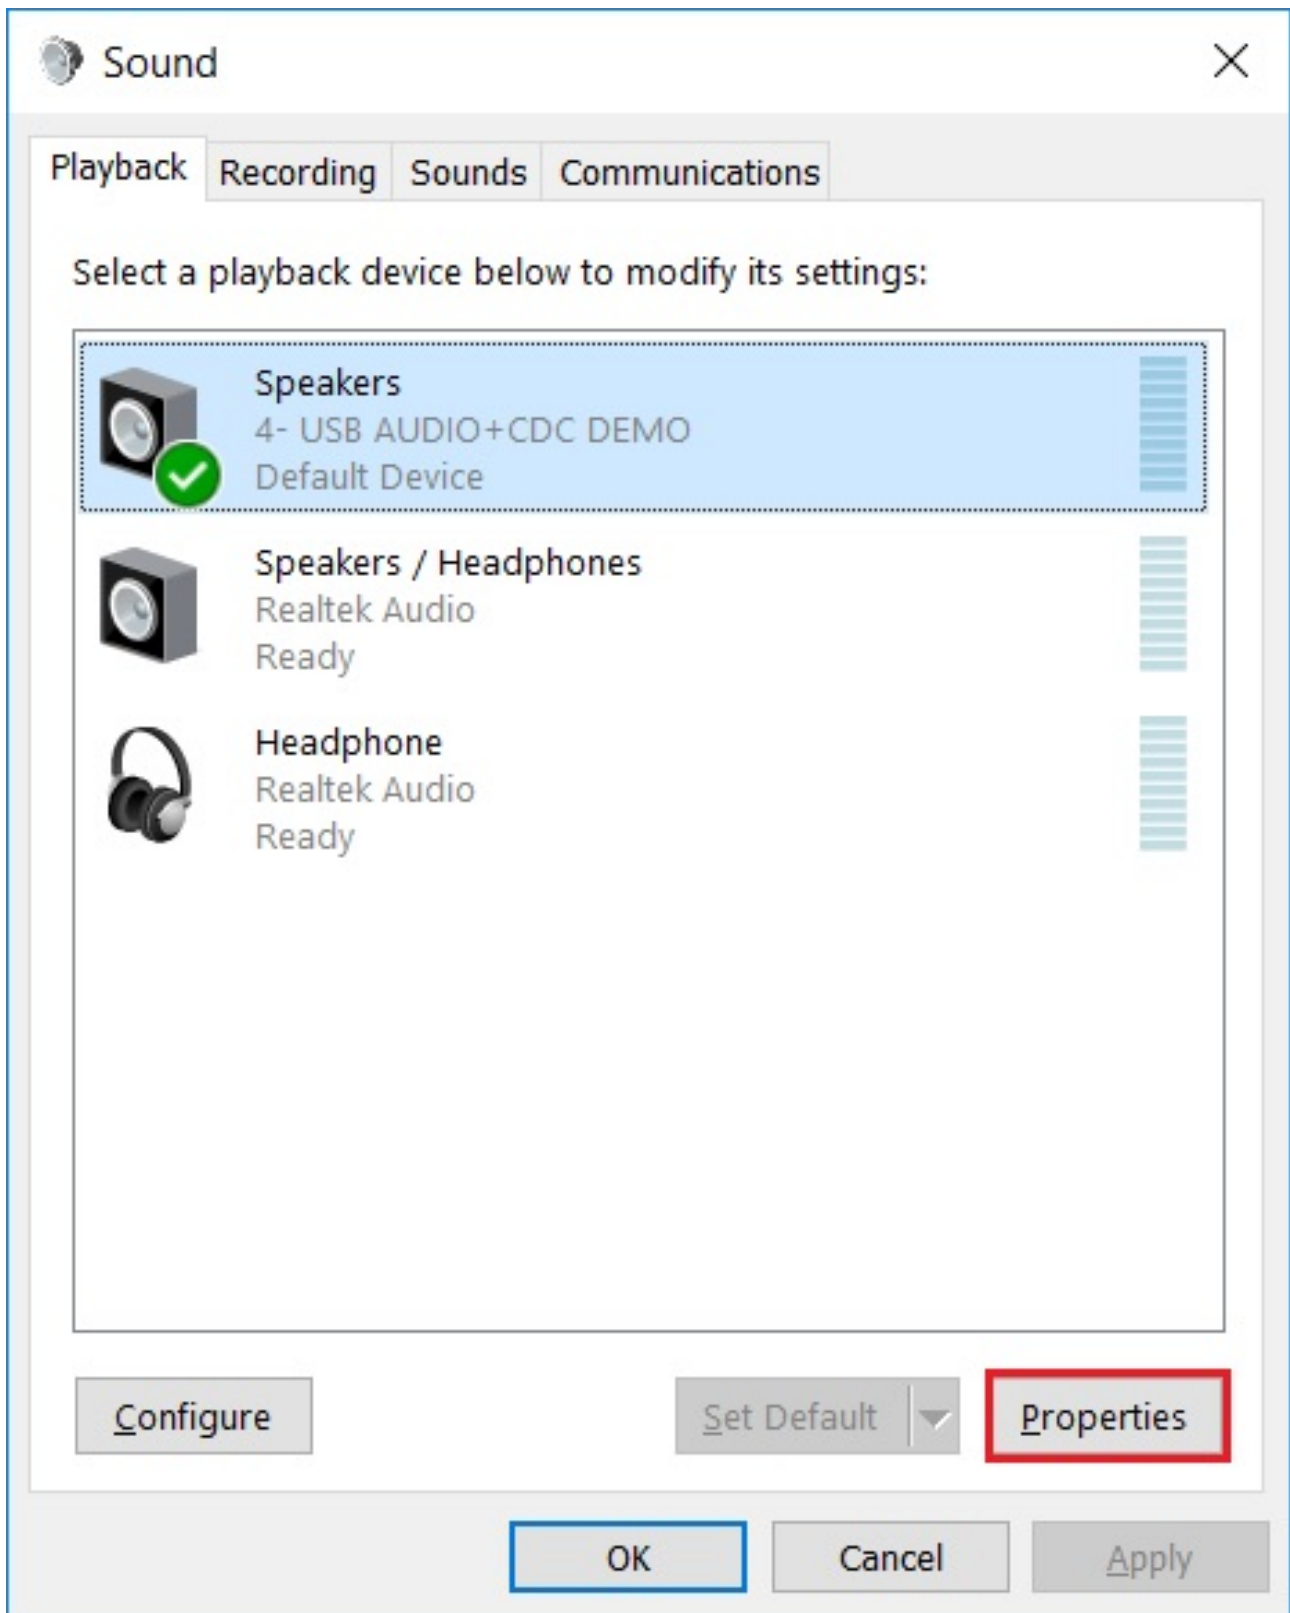 Sound
Playback Recording Sounds Communications
Select a playback device below to modify its settings:
Speakers
4- USB AUDIO+CDC DEMO
Default Device
Speakers / Headphones
Realtek Audio
Ready
Headphone
Realtek Audio
Ready
Configure Set Default Properties
OK Cancel Apply